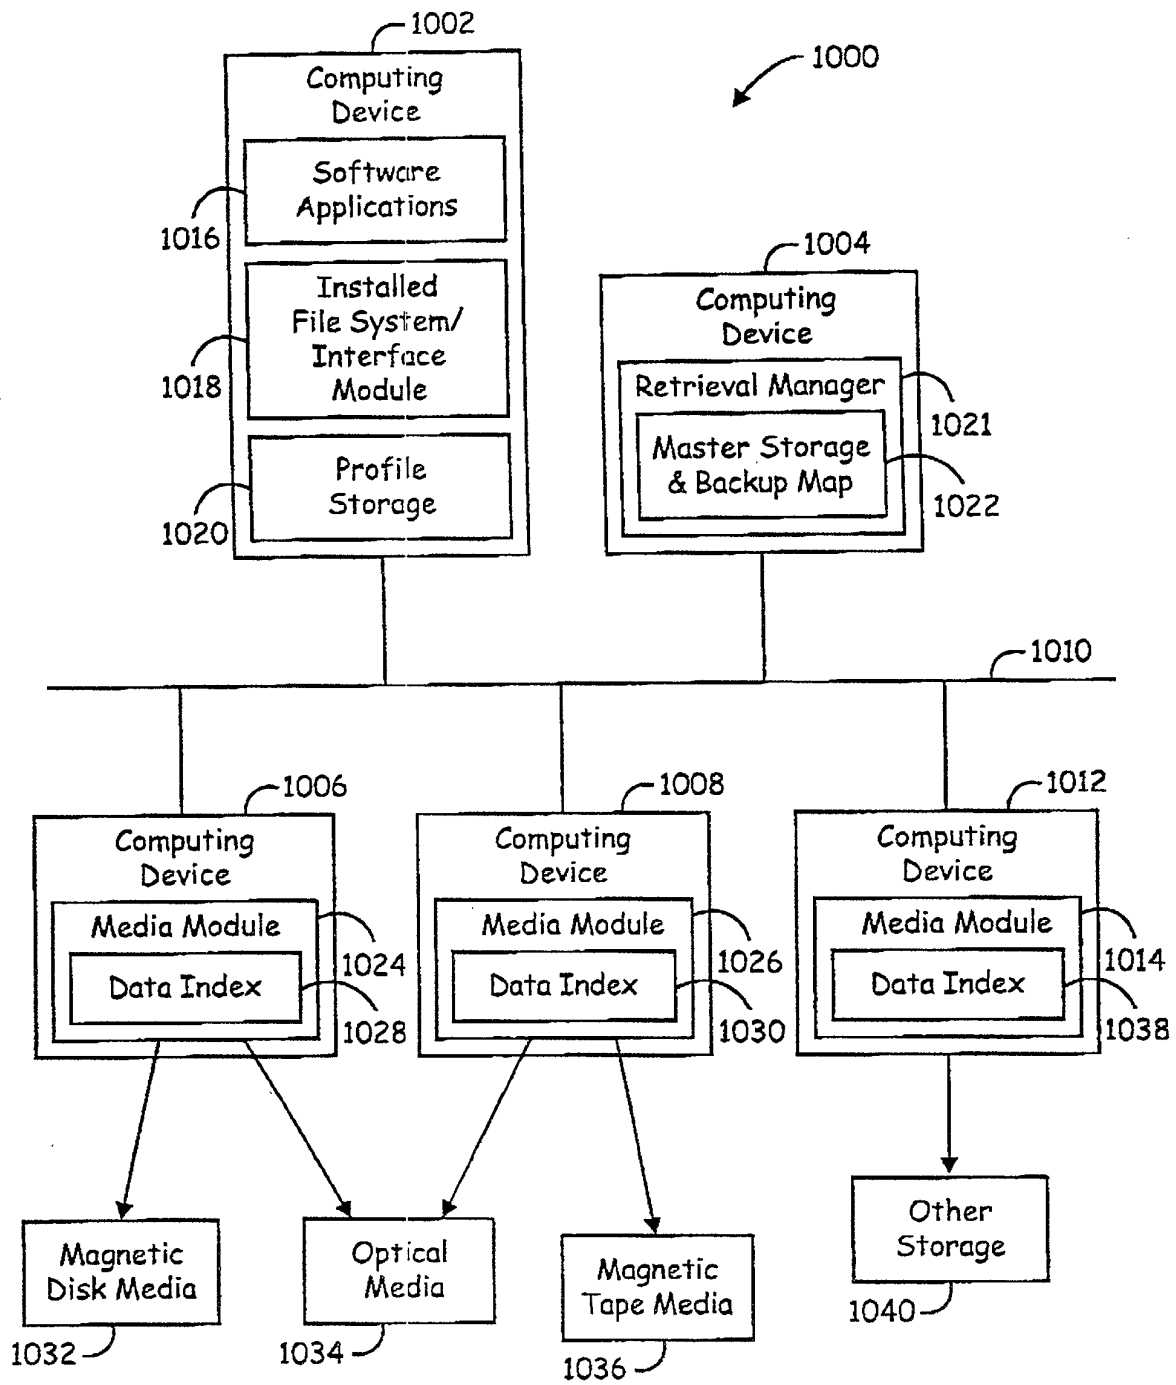 1002
1000
Computing
Device
Software
Applications
1016
Installed
File System/
Interface
Module
1018
Profile
Storage
1020
1004
Computing
Device
Retrieval Manager
1021
Master Storage
& Backup Map
1022
1010
1006
Computing
Device
Media Module
1024
Data Index
1028
1008
Computing
Device
Media Module
1026
Data Index
1030
1012
Computing
Device
Media Module
1014
Data Index
1038
Magnetic
Disk Media
1032
Optical
Media
1034
Magnetic
Tape Media
1036
Other
Storage
1040